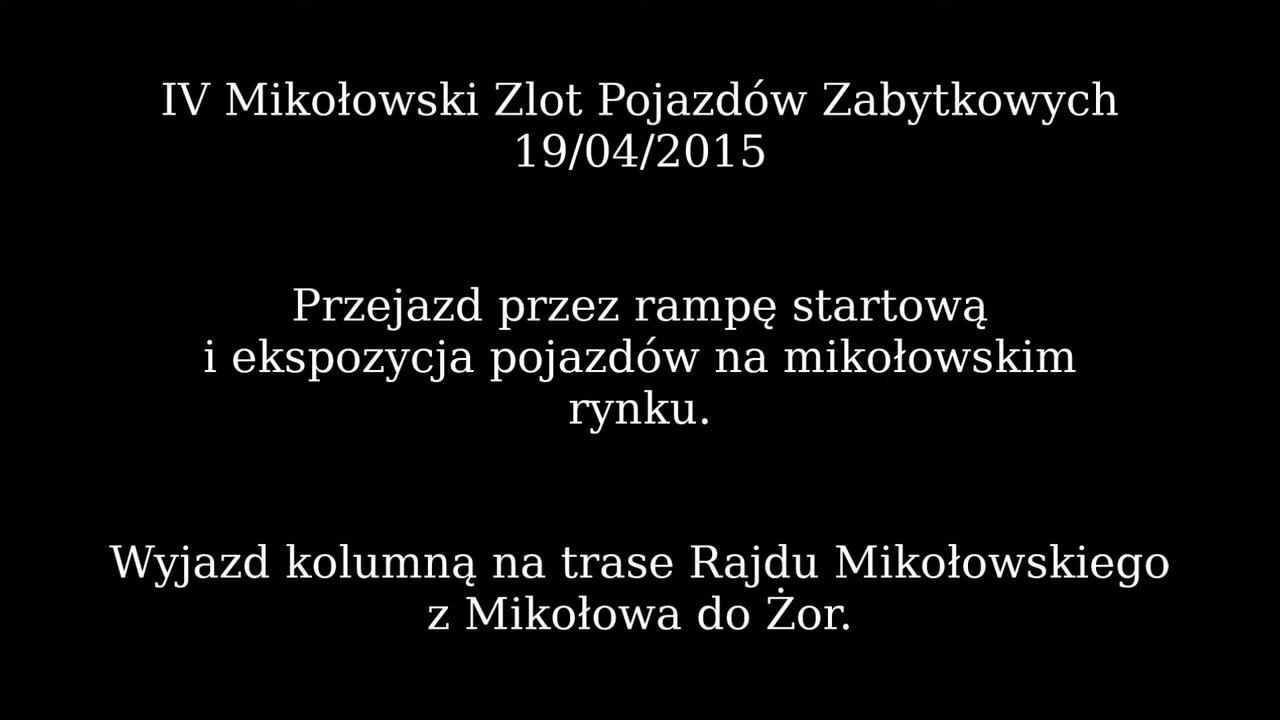 IV Mikołowski Zlot Pojazdów Zabytkowych
19/04/2015
Przejazd przez rampę startową
i ekspozycja pojazdów na mikołowskim
rynku.
Wyjazd kolumną na trase Rajdu Mikołowskiego
z Mikołowa do Żor.